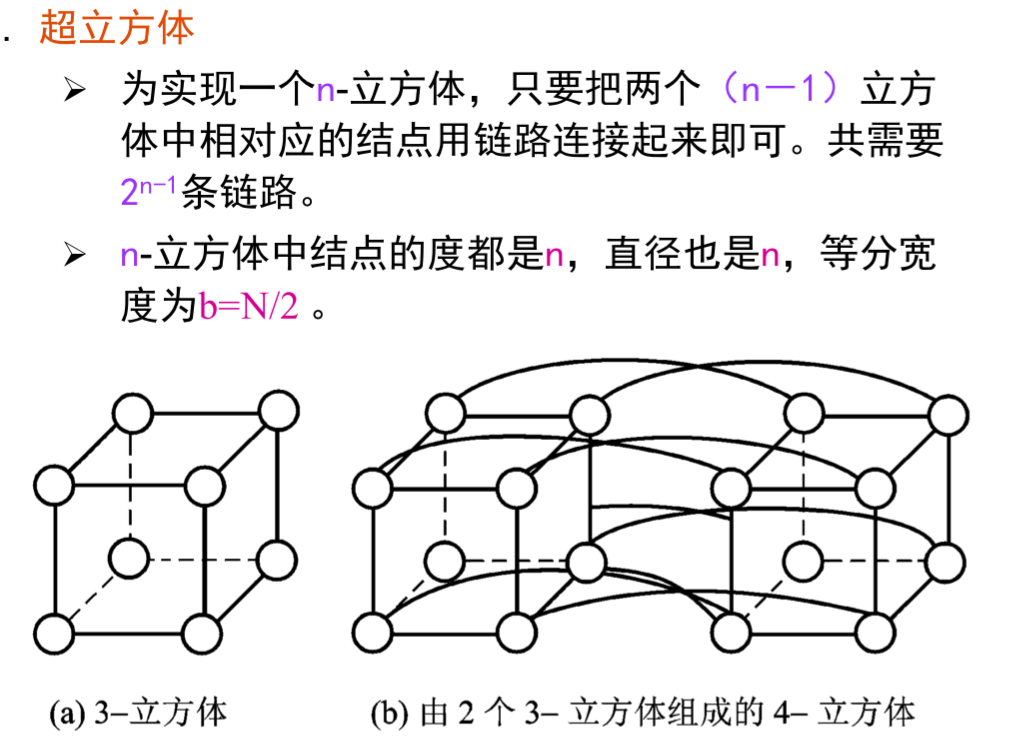 . 超立方体
➢ 为实现一个n-立方体，只要把两个（n－1）立方
体中相对应的结点用链路连接起来即可。共需要
2ⁿ⁻¹条链路。
➢ n-立方体中结点的度都是n，直径也是n，等分宽
度为b=N/2 。
(a) 3–立方体
(b) 由 2 个 3– 立方体组成的 4– 立方体